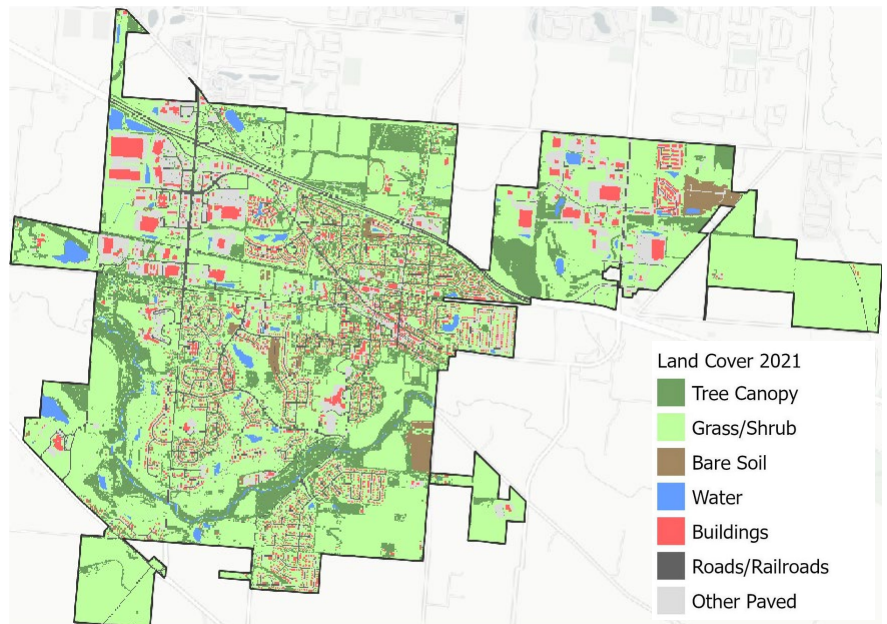 Land Cover 2021
Tree Canopy
Grass/Shrub
Bare Soil
Water
Buildings
Roads/Railroads
Other Paved